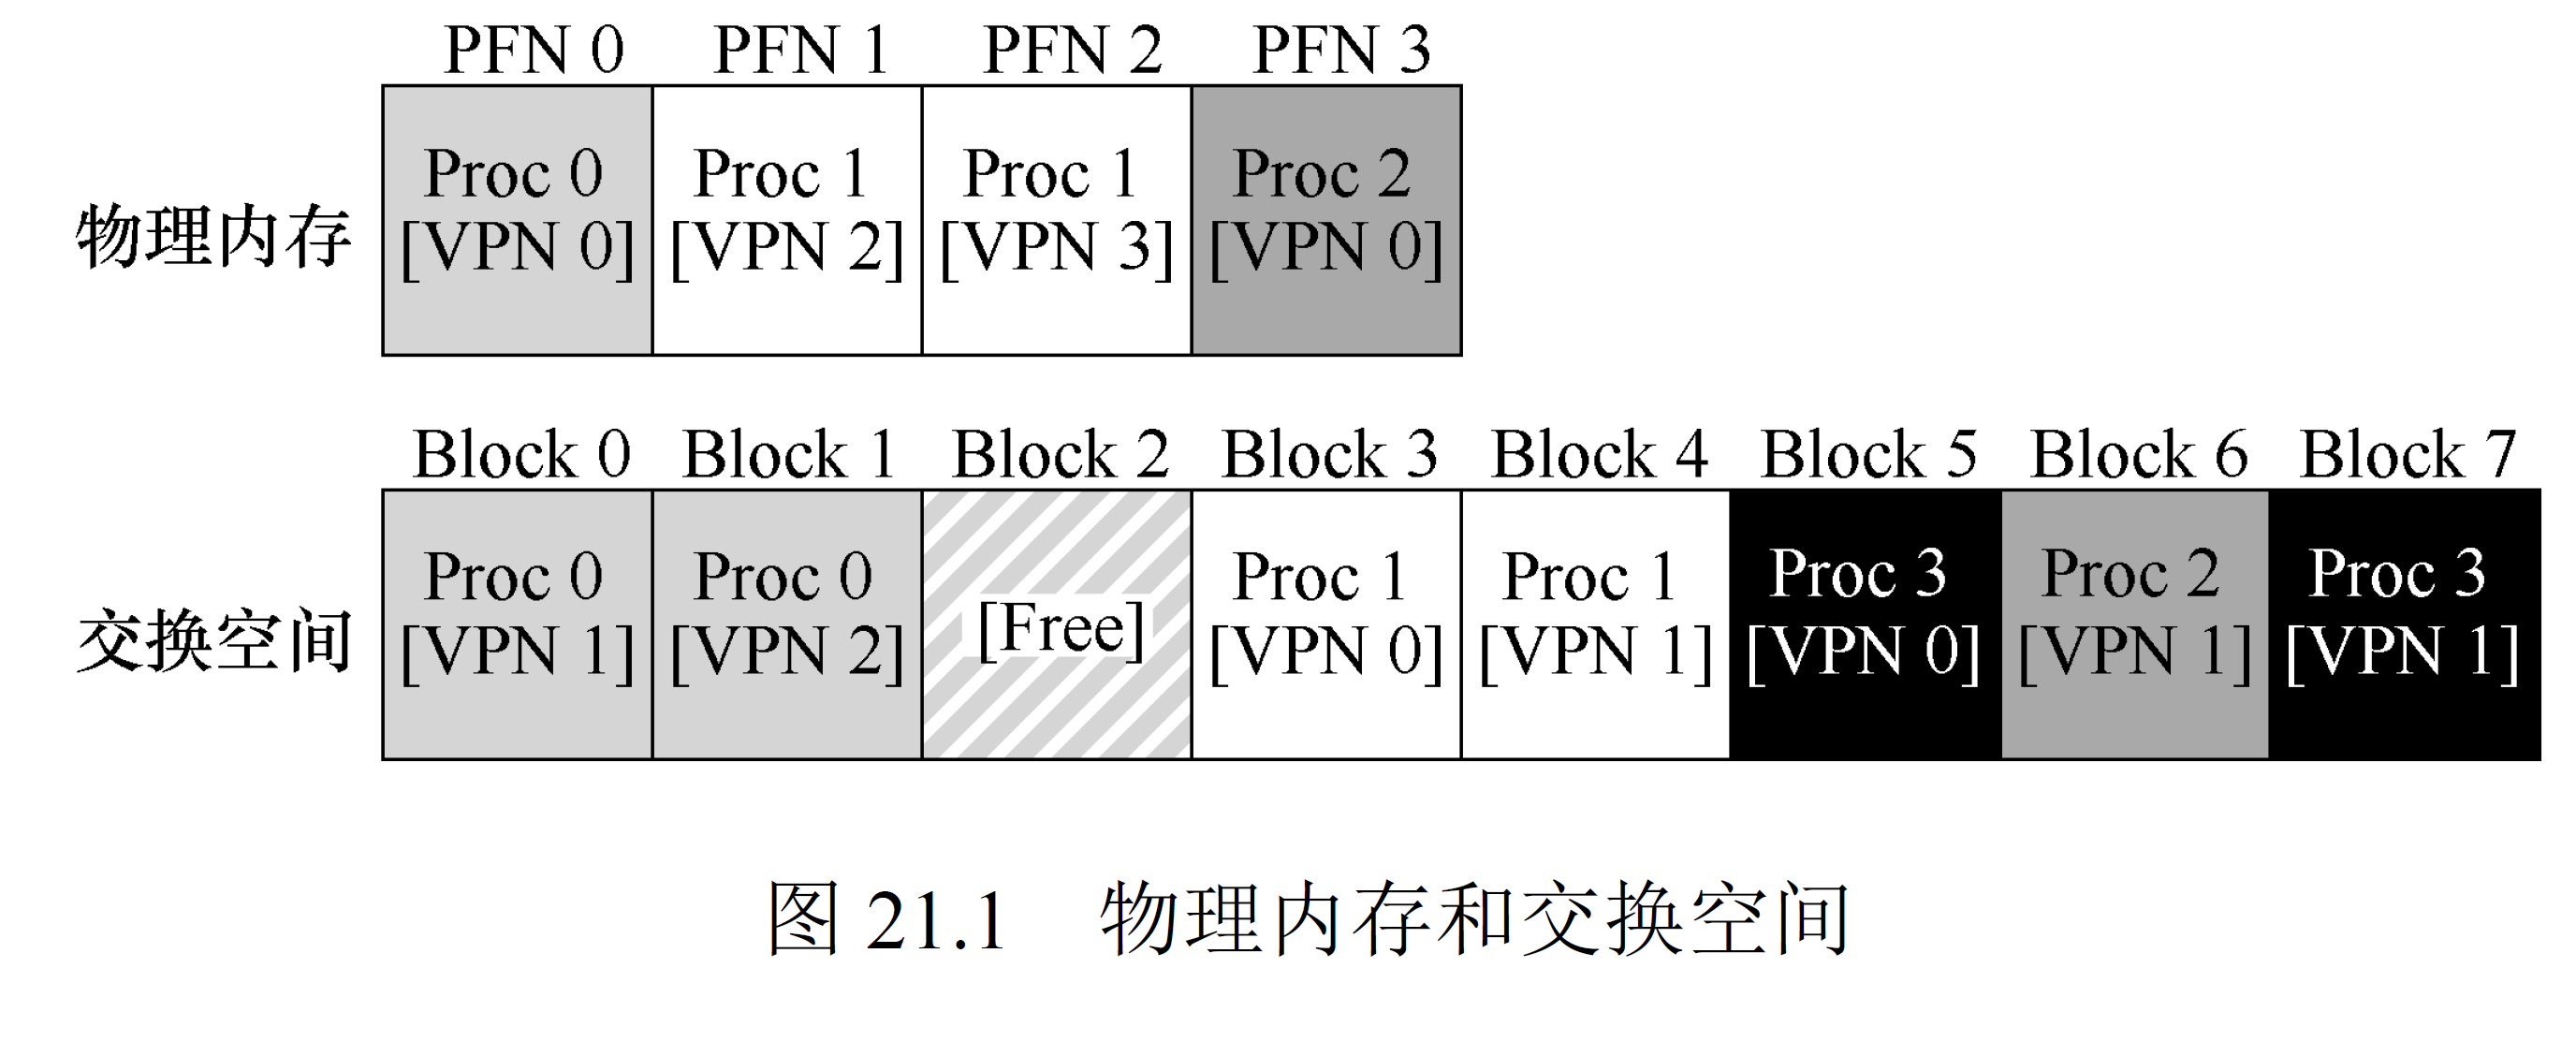 PFN 0 PFN 1 PFN 2 PFN 3
物理内存
Proc 0 Proc 1 Proc 1 Proc 2
[VPN 0] [VPN 2] [VPN 3] [VPN 0]
Block 0 Block 1 Block 2 Block 3 Block 4 Block 5 Block 6 Block 7
交换空间
Proc 0 Proc 0 [Free] Proc 1 Proc 1 Proc 3 Proc 2 Proc 3
[VPN 1] [VPN 2] [VPN 0] [VPN 1] [VPN 0] [VPN 1] [VPN 1]
图 21.1 物理内存和交换空间